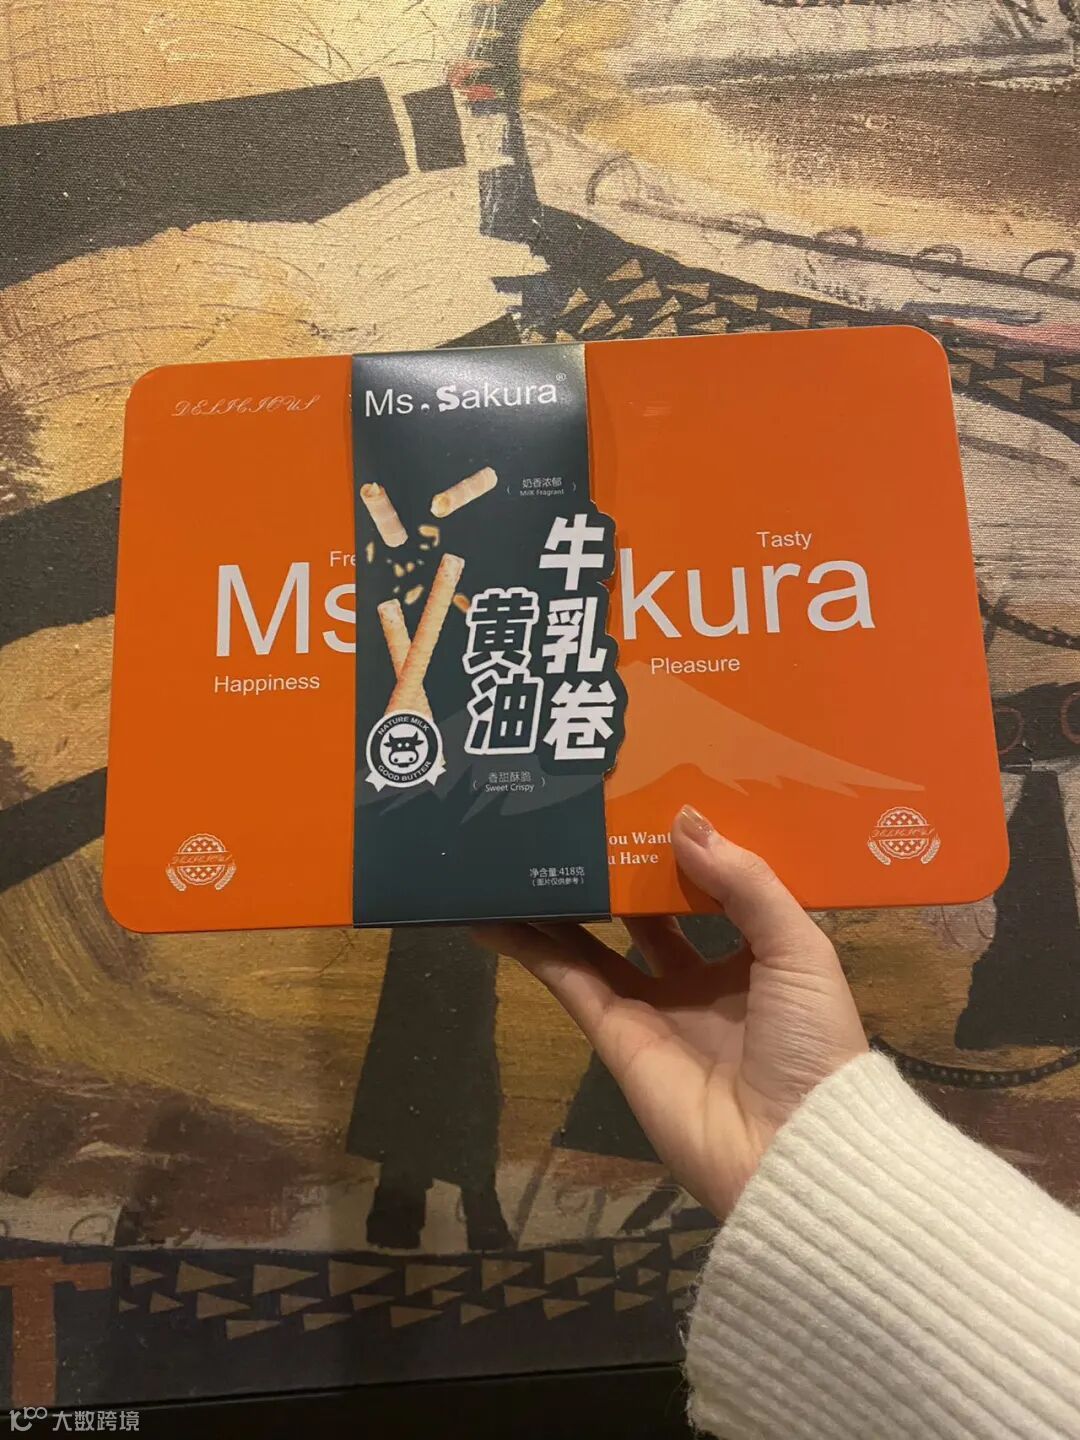 DELICIOUS
Ms.Sakura®
奶香浓郁
Milk Fragrant
Tasty
Fre
Ms
kura
Happiness
Pleasure
黄油
牛乳卷
NATURE MILK
GOOD BUTTER
香甜酥脆
Sweet Crispy
DELICIOUS
DELICIOUS
ou Want
u Have
净含量:418克
(图片仅供参考)
大数跨境